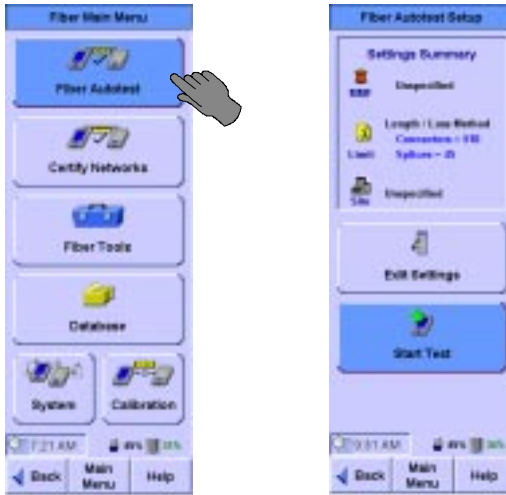 Fiber Main Menu
Fiber Autotest
Certify Networks
Fiber Tools
Database
System
Calibration
Back
Main Menu
Help
Fiber Autotest Setup
Settings Summary
Unspecified
Length / Loss Method
Limit
Site
Unspecified
Edit Settings
Start Test
Back
Main Menu
Help